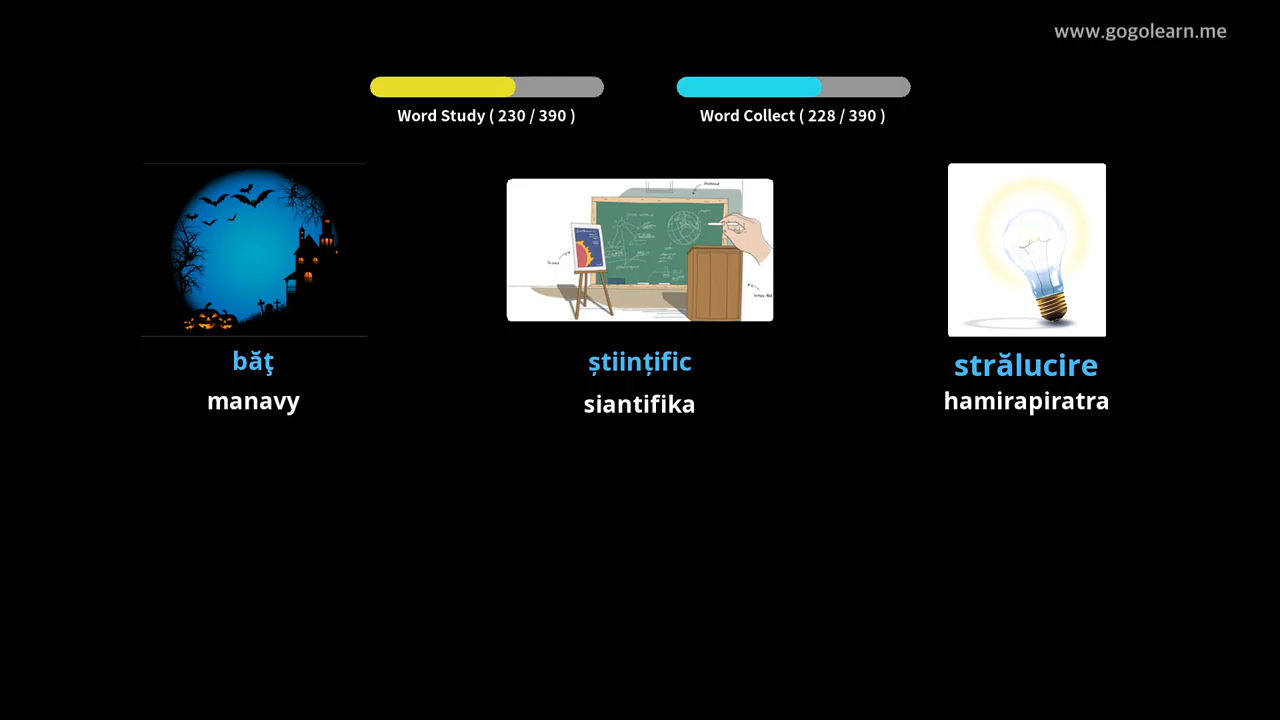 www.gogolearn.me
Word Study ( 230 / 390 )
Word Collect ( 228 / 390 )
băţ
manavy
științific
siantifika
strălucire
hamirapiratra